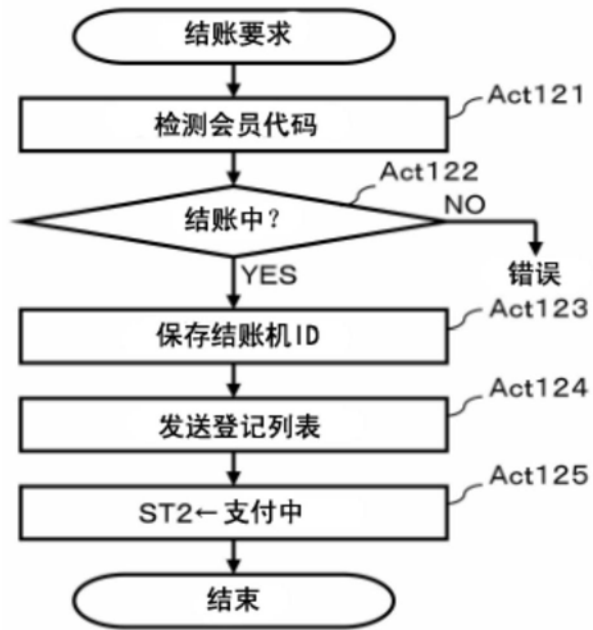 结账要求
Act121
检测会员代码
Act122
结账中?
NO
YES
错误
Act123
保存结账机ID
Act124
发送登记列表
Act125
ST2←支付中
结束